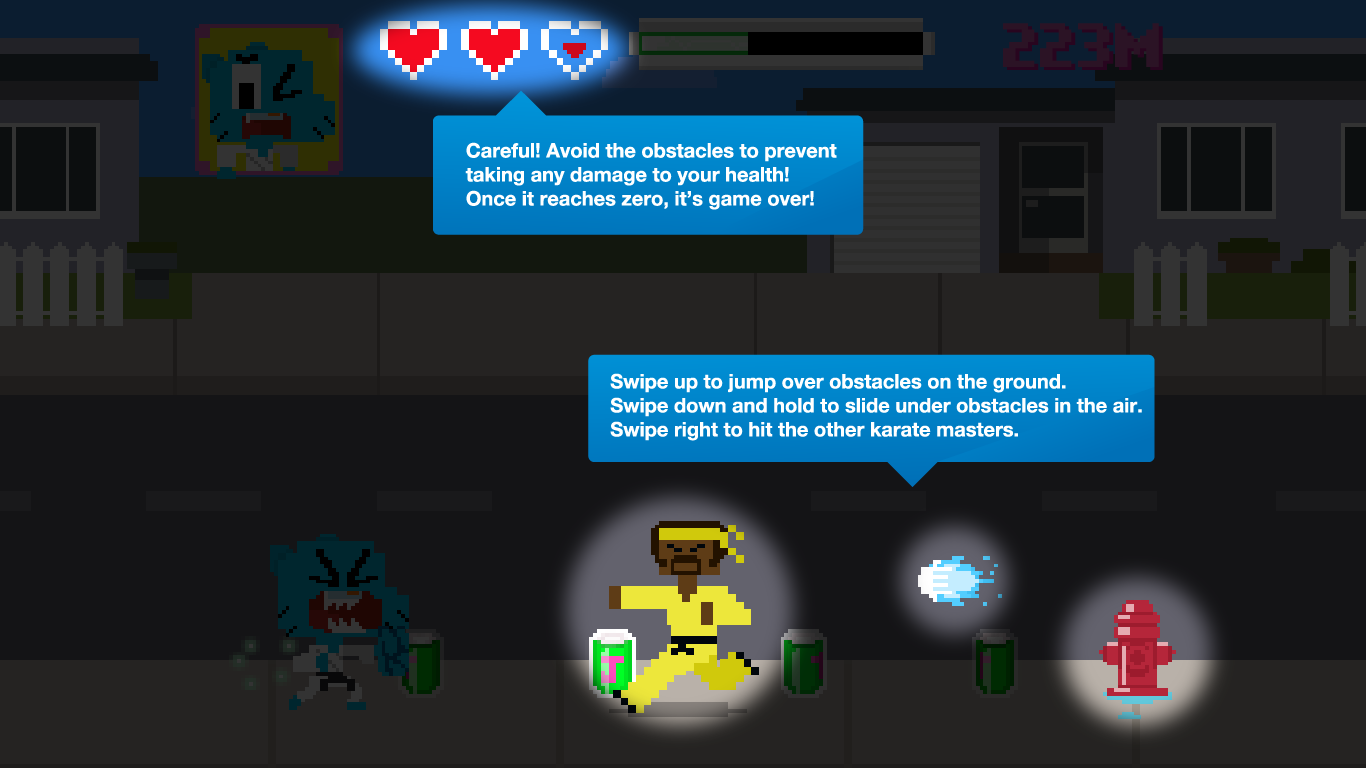 223M
Careful! Avoid the obstacles to prevent
taking any damage to your health!
Once it reaches zero, it's game over!
Swipe up to jump over obstacles on the ground.
Swipe down and hold to slide under obstacles in the air.
Swipe right to hit the other karate masters.